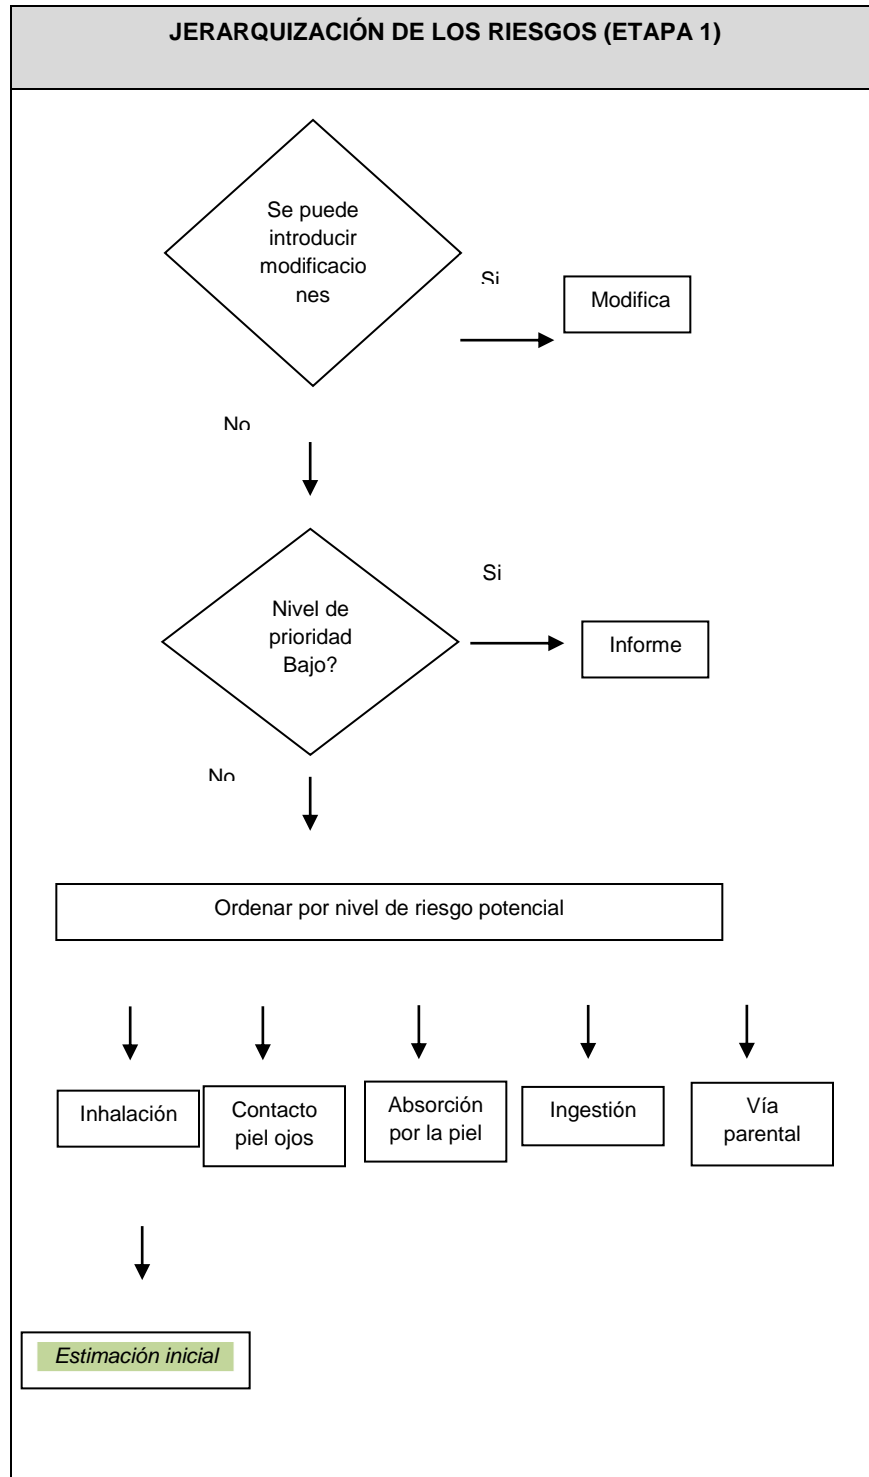 JERARQUIZACIÓN DE LOS RIESGOS (ETAPA 1)
Se puede
introducir
modificacio
nes
Si
Modifica
No
Nivel de
prioridad
Bajo?
Si
Informe
No
Ordenar por nivel de riesgo potencial
Inhalación
Contacto
piel ojos
Absorción
por la piel
Ingestión
Vía
parental
Estimación inicial